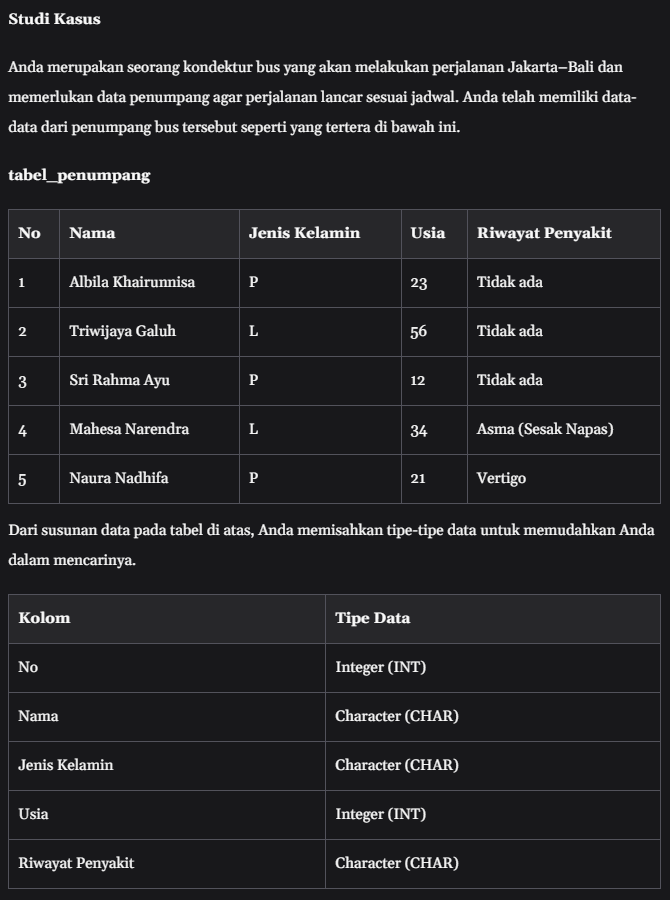 Studi Kasus
Anda merupakan seorang kondektur bus yang akan melakukan perjalanan Jakarta–Bali dan
memerlukan data penumpang agar perjalanan lancar sesuai jadwal. Anda telah memiliki data-
data dari penumpang bus tersebut seperti yang tertera di bawah ini.
tabel_penumpang
No Nama Jenis Kelamin Usia Riwayat Penyakit
1 Albila Khairunnisa P 23 Tidak ada
2 Triwijaya Galuh L 56 Tidak ada
3 Sri Rahma Ayu P 12 Tidak ada
4 Mahesa Narendra L 34 Asma (Sesak Napas)
5 Naura Nadhifa P 21 Vertigo
Dari susunan data pada tabel di atas, Anda memisahkan tipe-tipe data untuk memudahkan Anda
dalam mencarinya.
Kolom Tipe Data
No Integer (INT)
Nama Character (CHAR)
Jenis Kelamin Character (CHAR)
Usia Integer (INT)
Riwayat Penyakit Character (CHAR)